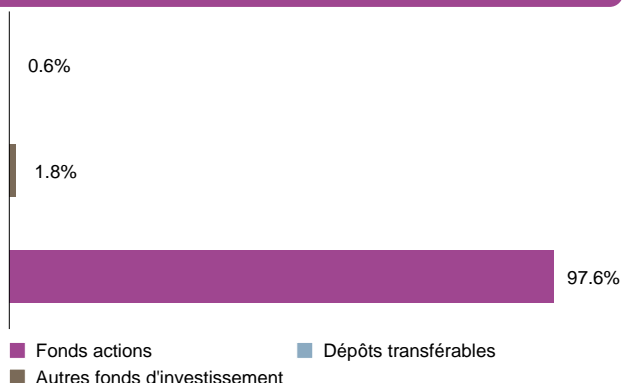 0.6%
1.8%
97.6%
Fonds actions
Dépôts transférables
Autres fonds d'investissement